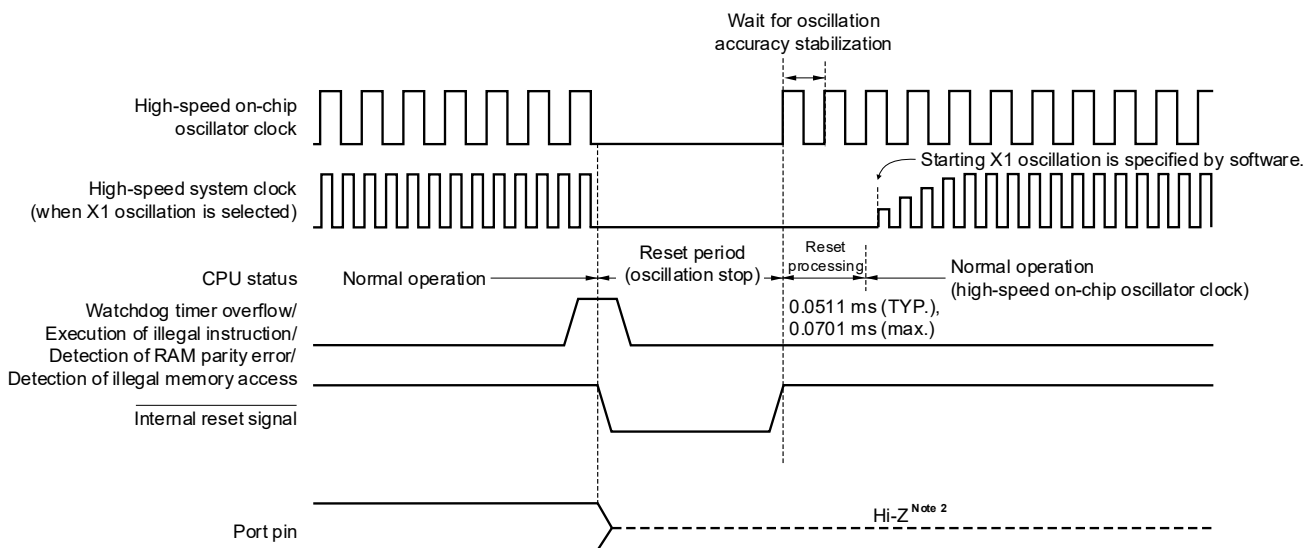 Wait for oscillation
accuracy stabilization
High-speed on-chip
oscillator clock
Starting X1 oscillation is specified by software.
High-speed system clock
(when X1 oscillation is selected)
CPU status
Normal operation
Reset period
(oscillation stop)
Reset
processing
Normal operation
(high-speed on-chip oscillator clock)
0.0511 ms (TYP.),
0.0701 ms (max.)
Watchdog timer overflow/
Execution of illegal instruction/
Detection of RAM parity error/
Detection of illegal memory access
Internal reset signal
Port pin
Hi-Z Note 2